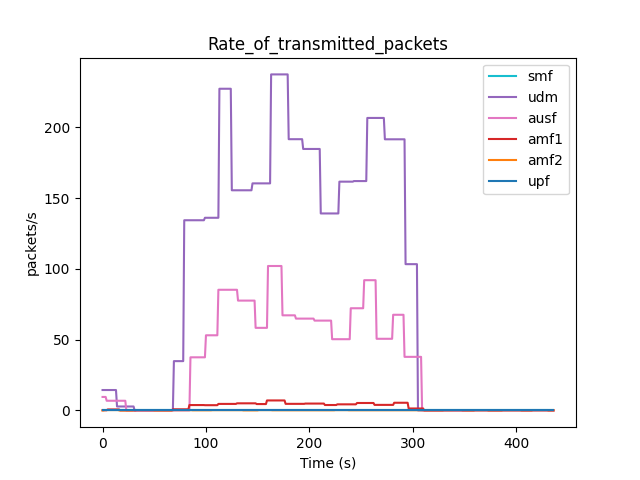 Rate_of_transmitted_packets
smf
udm
ausf
amf1
amf2
upf
packets/s
200
150
100
50
0
0 100 200 300 400
Time (s)